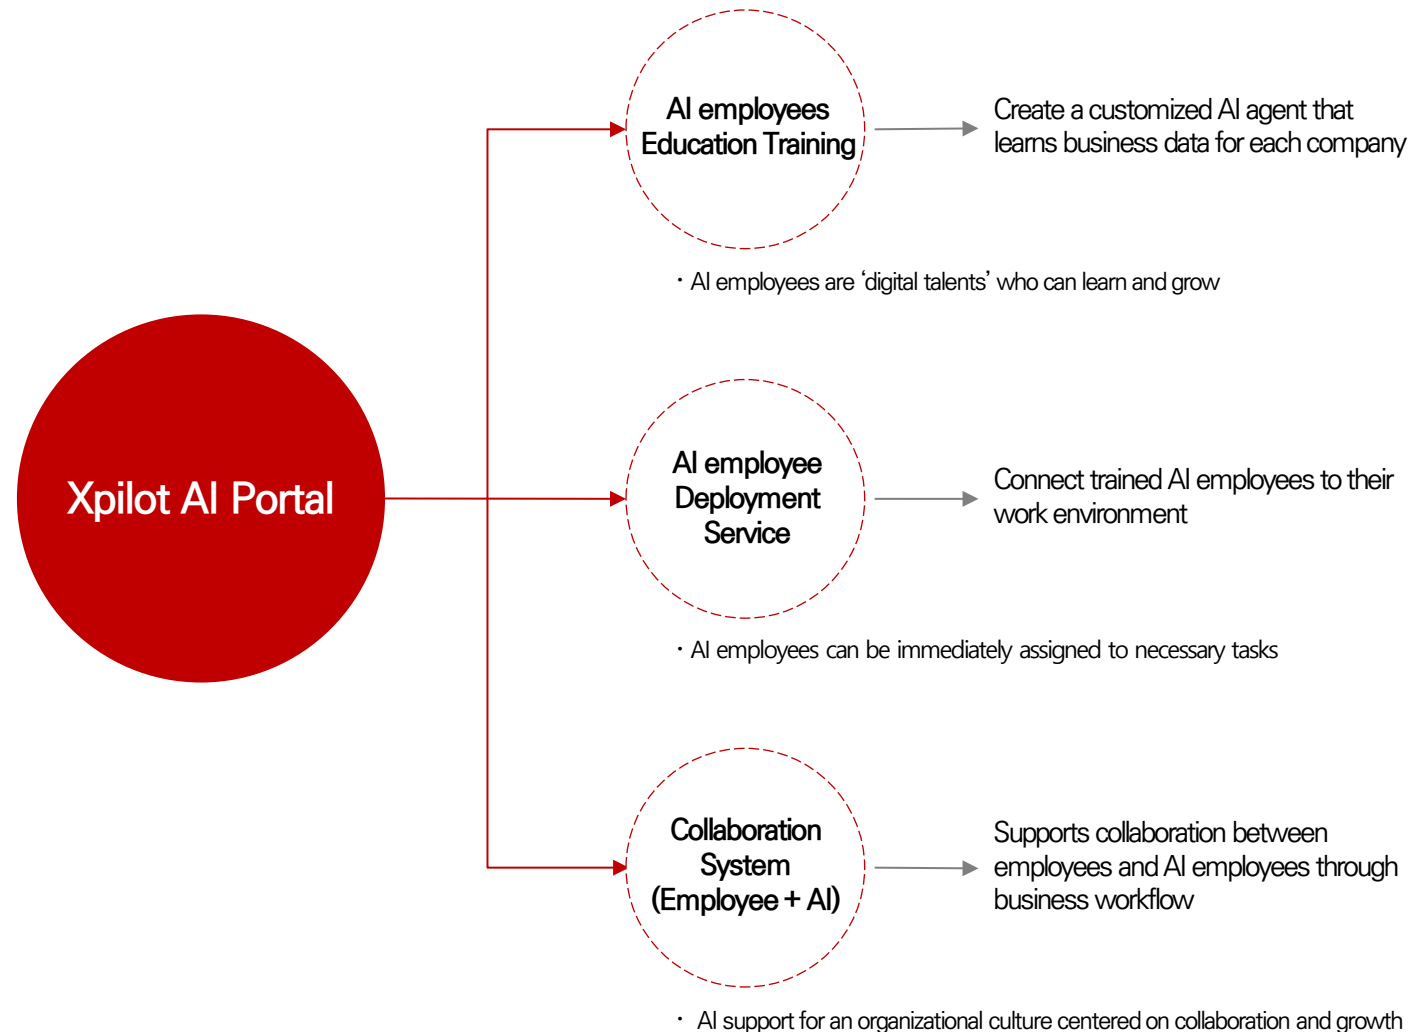 Xpilot AI Portal
AI employees
Education Training
Create a customized AI agent that
learns business data for each company
· AI employees are ‘digital talents’ who can learn and grow
AI employee
Deployment
Service
Connect trained AI employees to their
work environment
· AI employees can be immediately assigned to necessary tasks
Collaboration
System
(Employee + AI)
Supports collaboration between
employees and AI employees through
business workflow
· AI support for an organizational culture centered on collaboration and growth